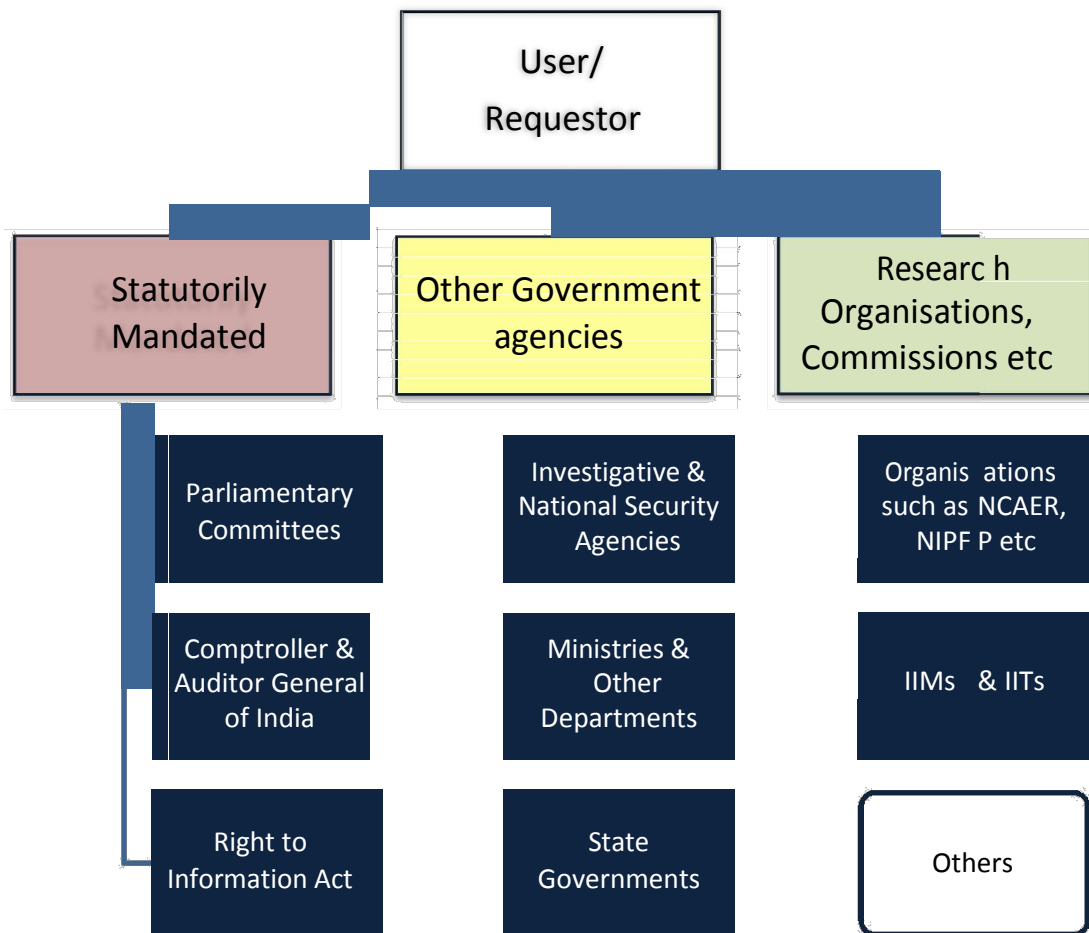 User/
Requestor
Statutorily
Mandated
Other Government
agencies
Researc h
Organisations,
Commissions etc
Parliamentary
Committees
Investigative &
National Security
Agencies
Organis ations
such as NCAER,
NIPF P etc
Comptroller &
Auditor General
of India
Ministries &
Other
Departments
IIMs & IITs
Right to
Information Act
State
Governments
Others